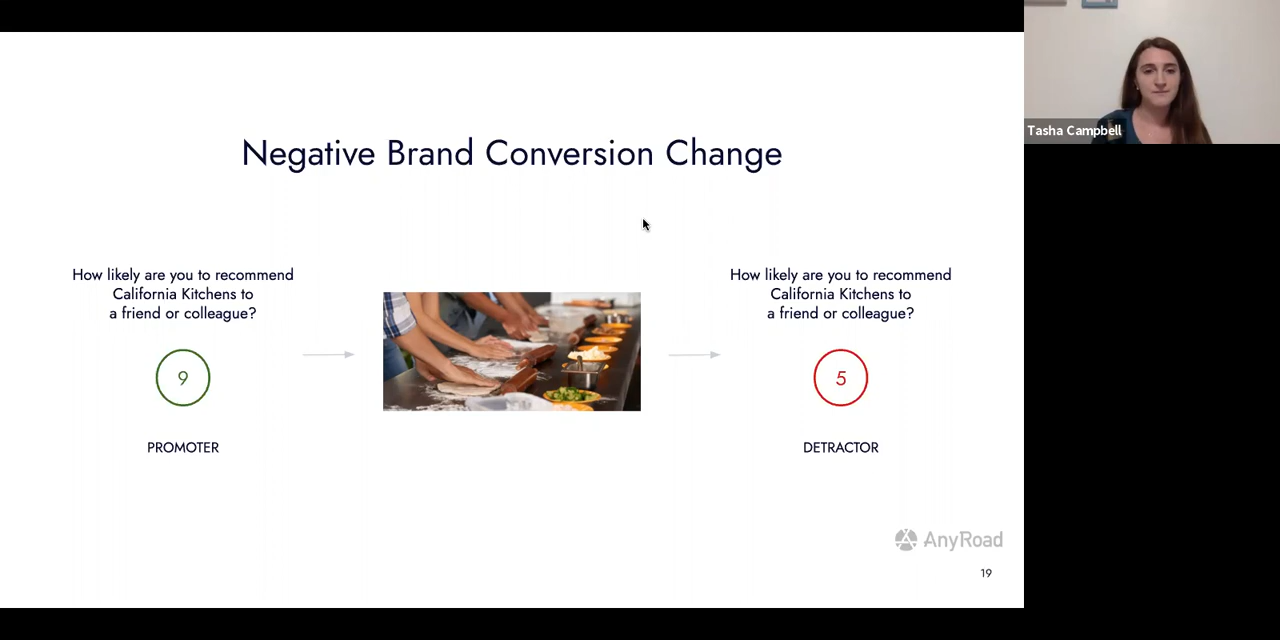 Negative Brand Conversion Change
How likely are you to recommend
California Kitchens to
a friend or colleague?
9
PROMOTER
How likely are you to recommend
California Kitchens to
a friend or colleague?
5
DETRACTOR
AnyRoad
19
Tasha Campbell